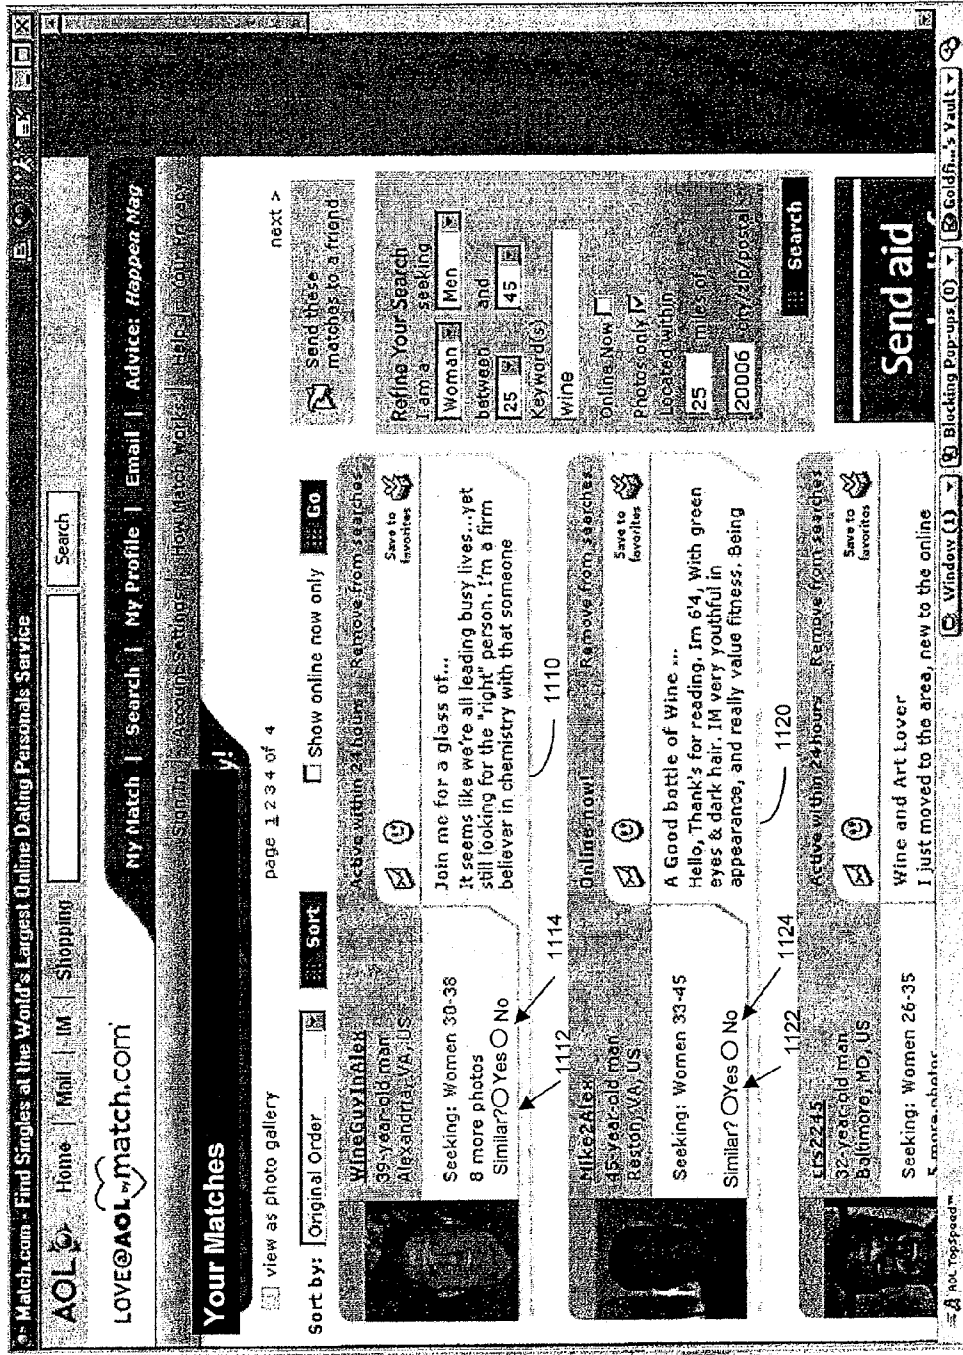 Match.com - Find Singles at the World's Largest Online Dating Personals Service
AOL Home | Mail | IM | Shopping Search
LOVE@AOL by match.com
My Match | Search | My Profile | Email | Advice: Happen Mag
Sign In | Account Settings | How Match Works | Help | Your Privacy
Your Matches y!
view as photo gallery page 1 2 3 4 of 4 next >
Sort by: Original Order Sort Show online now only Go
WineGuyInAlex
39-year-old man
Alexandria, VA, US
Active within 24 hours Remove from searches
Save to favorites
Seeking: Women 30-38
8 more photos
Similar? Yes No
Join me for a glass of...
It seems like we're all leading busy lives...yet
still looking for the "right" person. I'm a firm
believer in chemistry with that someone
1112
1114
1110
Mike2Alex
45-year-old man
Reston, VA, US
Online now! Remove from searches
Save to favorites
Seeking: Women 33-45
Similar? Yes No
A Good bottle of Wine ...
Hello, Thank's for reading. Im 6'4, With green
eyes & dark hair. IM very youthful in
appearance, and really value fitness. Being
1122
1124
1120
crs2245
32-year-old man
Baltimore, MD, US
Active within 24 hours Remove from searches
Save to favorites
Seeking: Women 26-35
5 more photos
Wine and Art Lover
I just moved to the area, new to the online
Send these
matches to a friend
Refine Your Search
I am a seeking
Woman Men
between and
25 45
Keyword(s)
wine
Online Now
Photos only
Located within
25 miles of
20006 city/zip/postal
Search
Send aid
AOL TopSpeed™ Window (1) Blocking Pop-ups (0) Goldfi...'s Vault